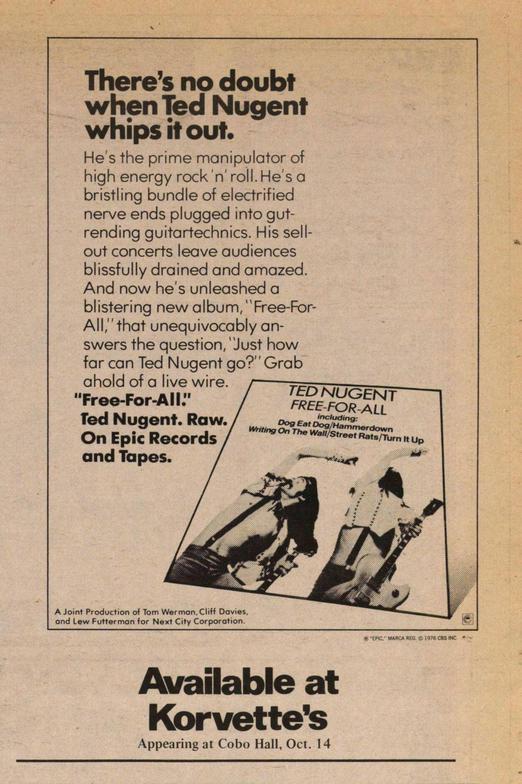 There's no doubt
when Ted Nugent
whips it out.
He's the prime manipulator of
high energy rock 'n' roll. He's a
bristling bundle of electrified
nerve ends plugged into gut-
rending guitartechnics. His sell-
out concerts leave audiences
blissfully drained and amazed.
And now he's unleashed a
blistering new album, "Free-For-
All," that unequivocably an-
swers the question, "Just how
far can Ted Nugent go?" Grab
ahold of a live wire.
"Free-For-All."
Ted Nugent. Raw.
On Epic Records
and Tapes.
TED NUGENT
FREE-FOR-ALL
including:
Dog Eat Dog/Hammerdown
Writing On The Wall/Street Rats/Turn It Up
A Joint Production of Tom Werman, Cliff Davies,
and Lew Futterman for Next City Corporation.
® "EPIC," MARCA REG. © 1976 CBS INC.
Available at
Korvette's
Appearing at Cobo Hall, Oct. 14